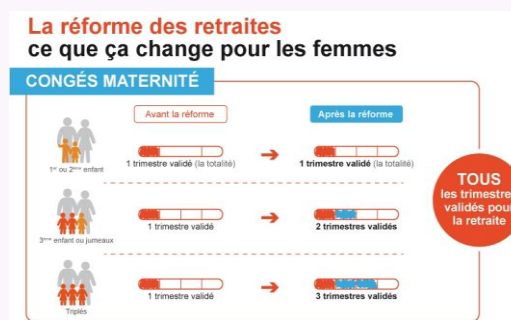 La réforme des retraites
ce que ça change pour les femmes
CONGÉS MATERNITÉ
Avant la réforme
Après la réforme
1er ou 2ème enfant
1 trimestre validé (la totalité)
1 trimestre validé (la totalité)
3ème enfant ou jumeaux
1 trimestre validé
2 trimestres validés
Triplés
1 trimestre validé
3 trimestres validés
TOUS
les trimestre
validés pour
la retraite